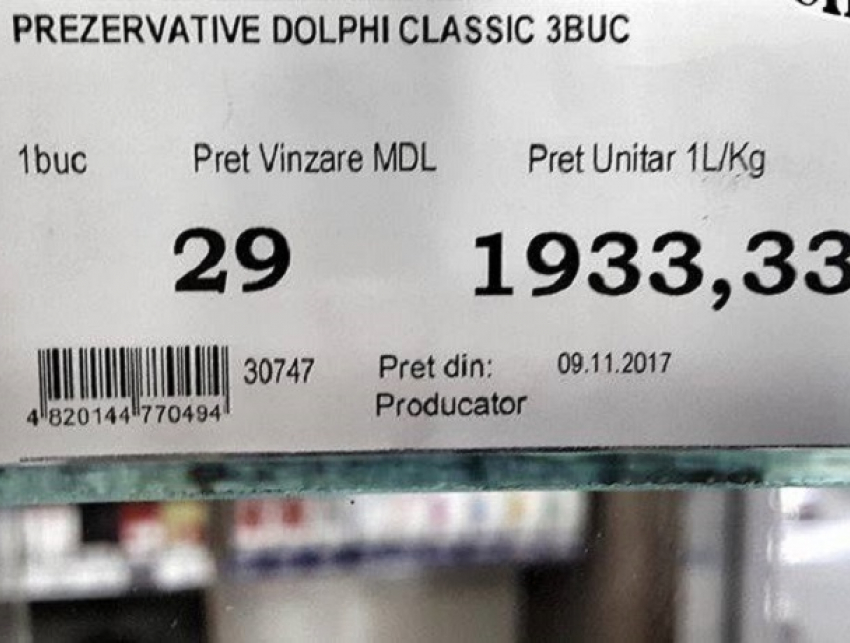 PREZERVATIVE DOLPHI CLASSIC 3BUC
1buc Pret Vinzare MDL Pret Unitar 1L/Kg
29 1933,33
30747 Pret din: 09.11.2017
4 820144 770494 Producator